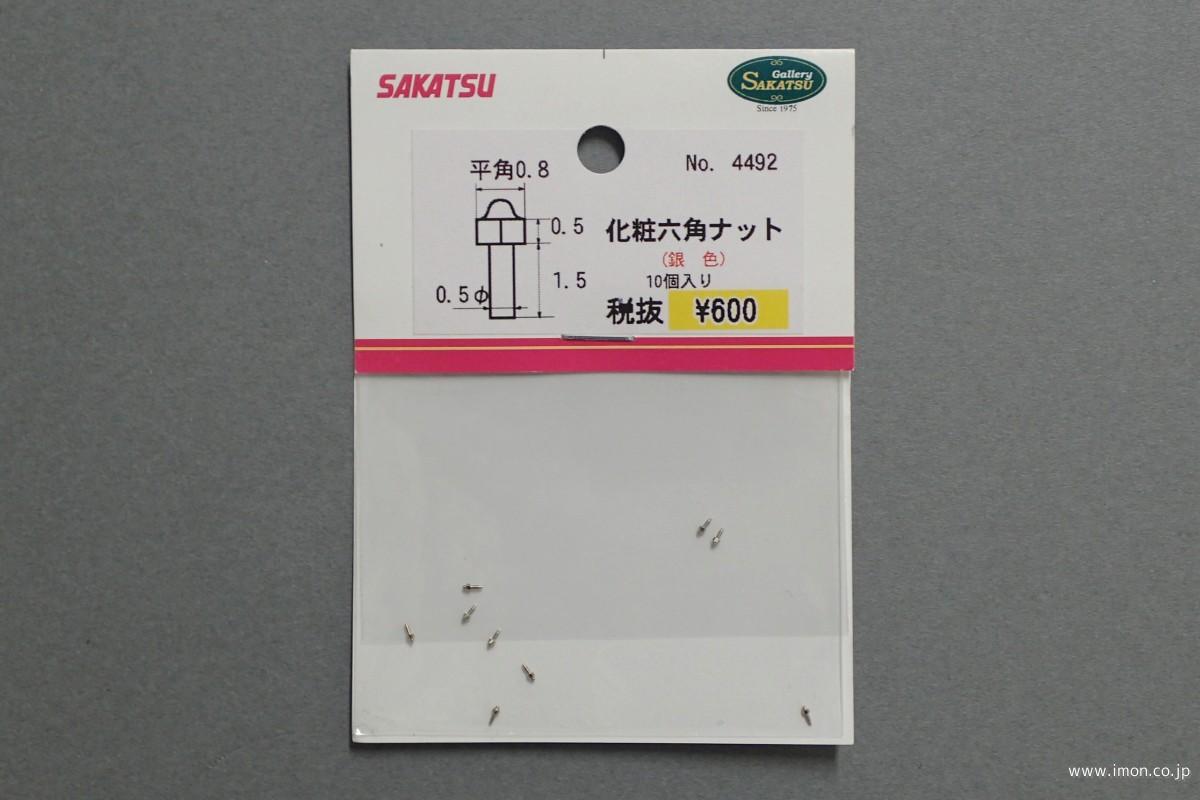 SAKATSU
Gallery
SAKATSU
Since 1975
No. 4492
平角0.8
0.5
1.5
0.5φ
化粧六角ナット
(銀 色)
10個入り
税抜 ¥600
www.imon.co.jp